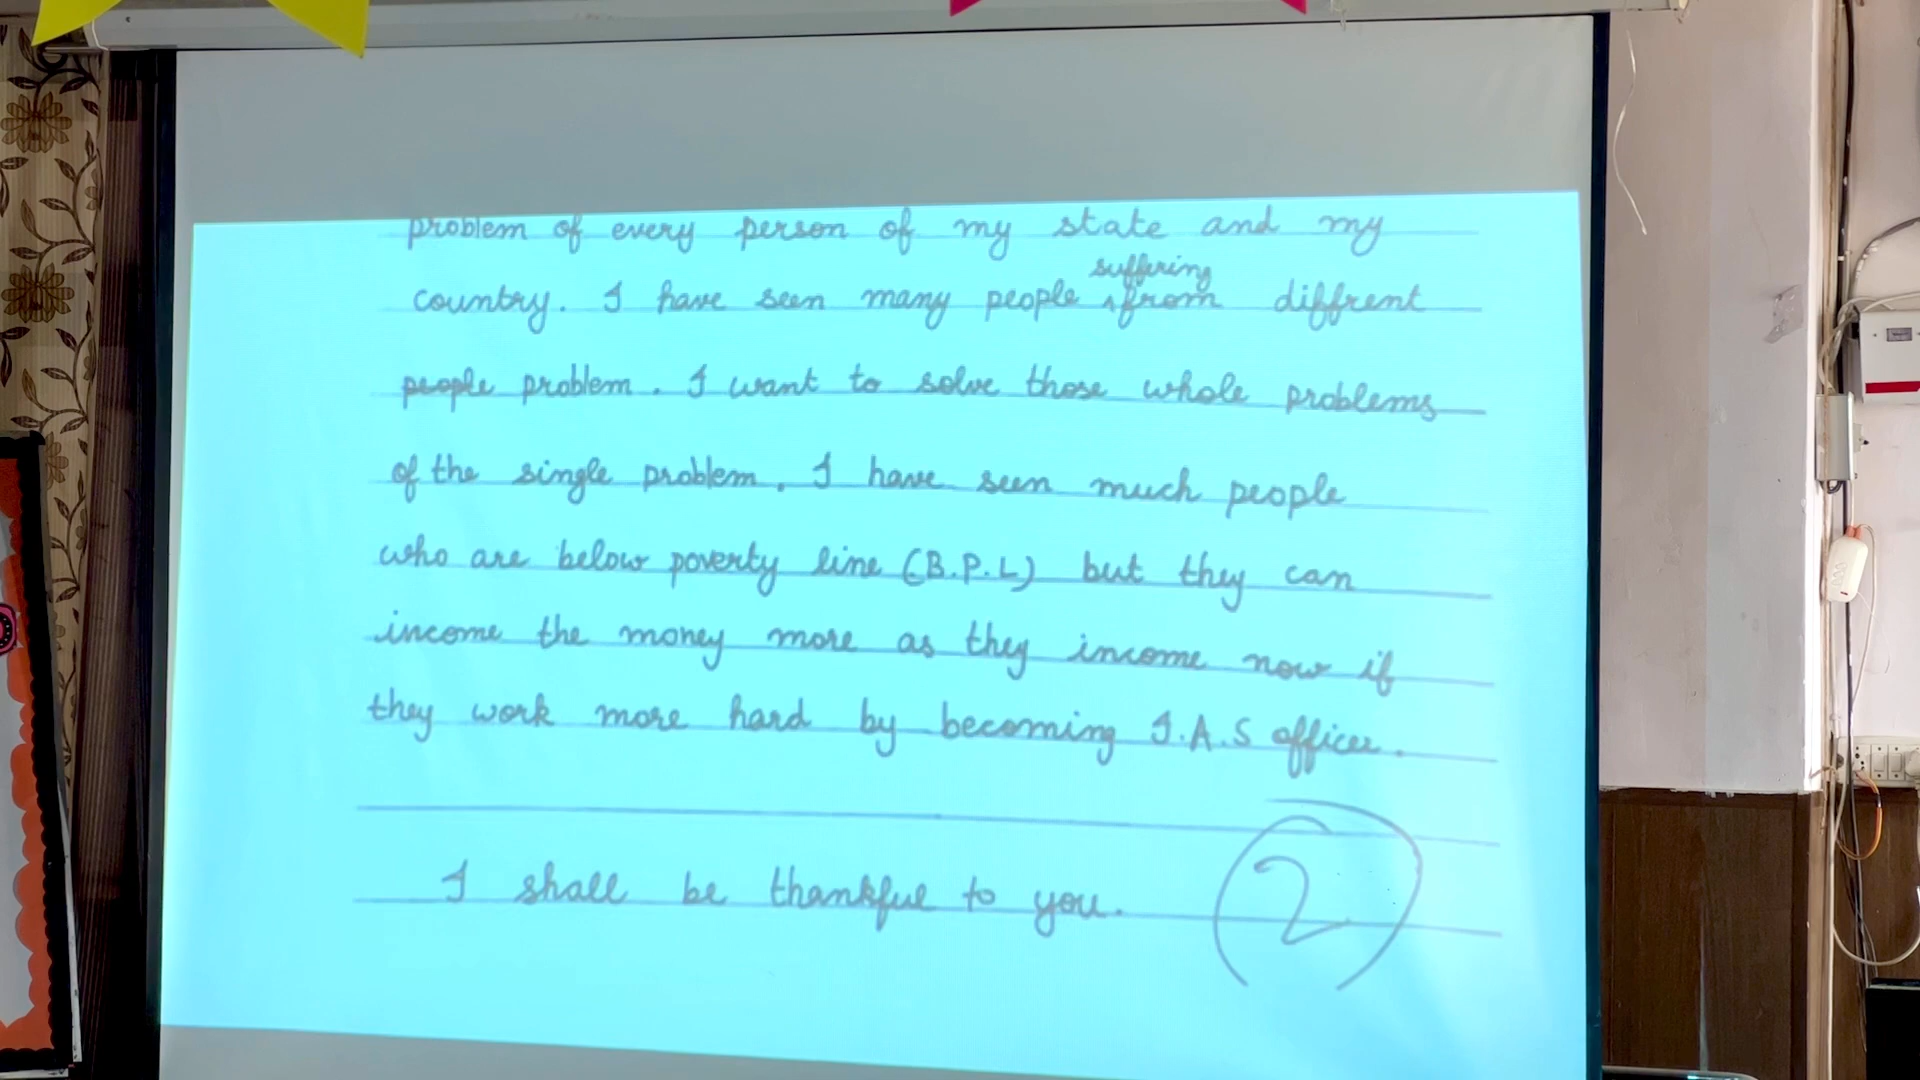 problem of every person of my state and my
suffering
country. I have seen many people ^ from diffrent
people problem. I want to solve those whole problems
of the single problem. I have seen much people
who are below poverty line (B.P.L) but they can
income the money more as they income now if
they work more hard by becoming I.A.S officer.
I shall be thankful to you.
2